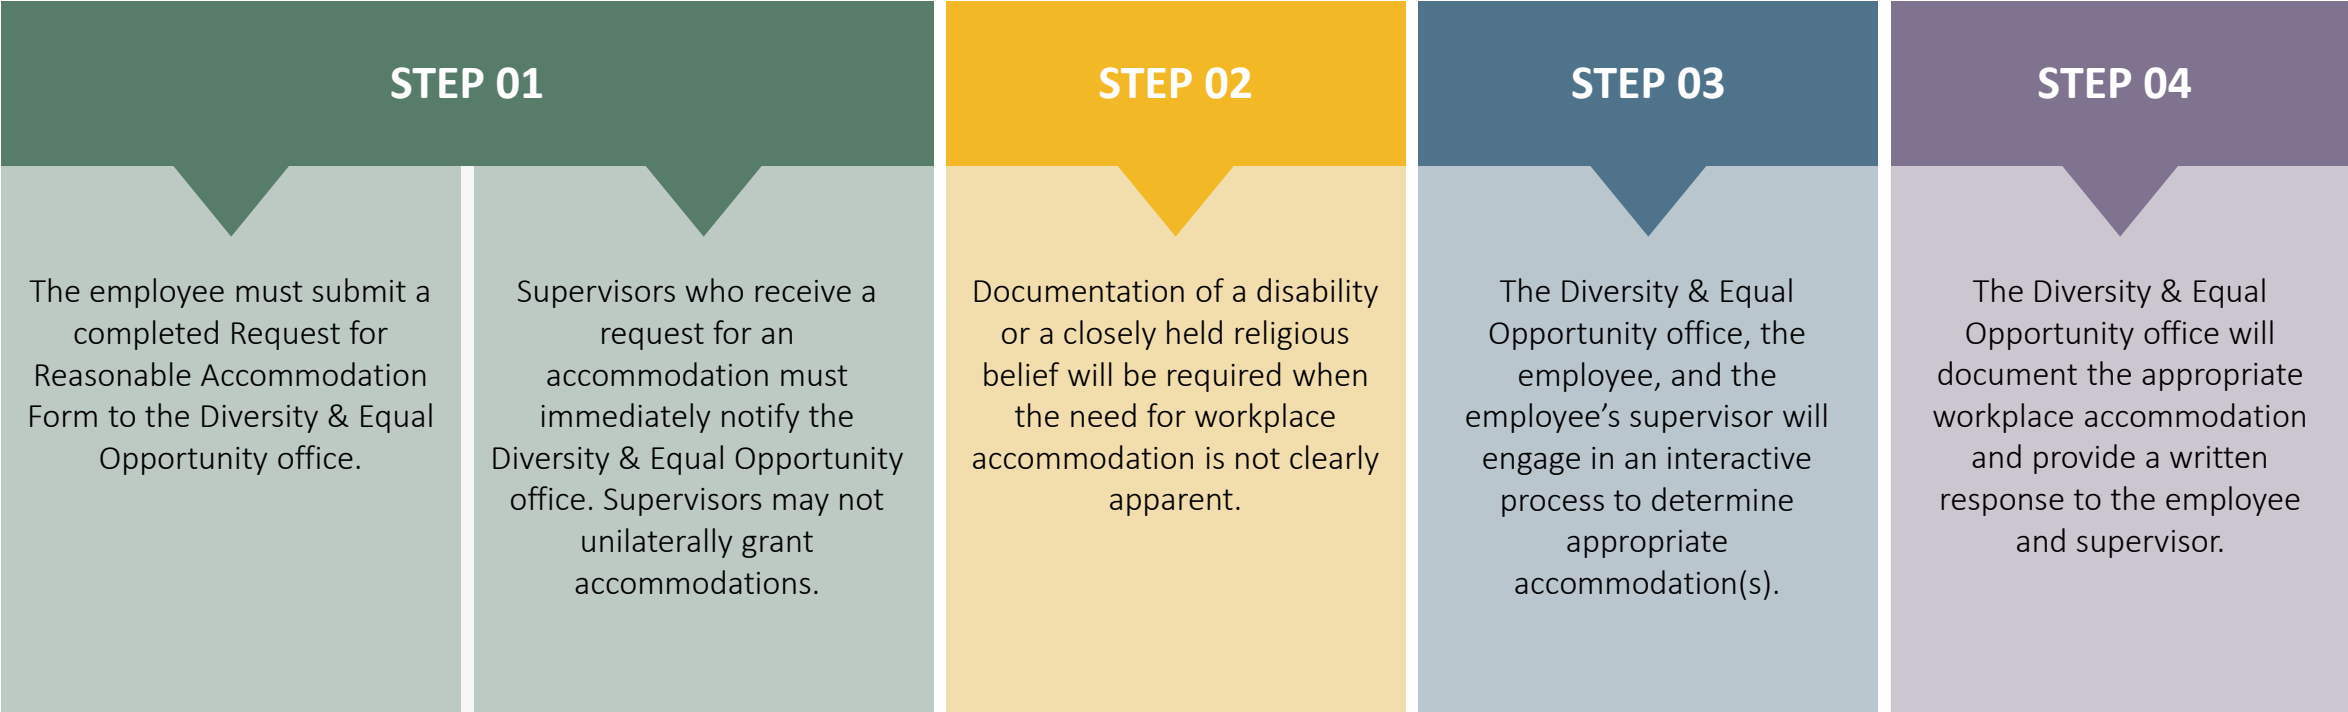 STEP 01
The employee must submit a
completed Request for
Reasonable Accommodation
Form to the Diversity & Equal
Opportunity office.
Supervisors who receive a
request for an
accommodation must
immediately notify the
Diversity & Equal Opportunity
office. Supervisors may not
unilaterally grant
accommodations.
STEP 02
Documentation of a disability
or a closely held religious
belief will be required when
the need for workplace
accommodation is not clearly
apparent.
STEP 03
The Diversity & Equal
Opportunity office, the
employee, and the
employee’s supervisor will
engage in an interactive
process to determine
appropriate
accommodation(s).
STEP 04
The Diversity & Equal
Opportunity office will
document the appropriate
workplace accommodation
and provide a written
response to the employee
and supervisor.